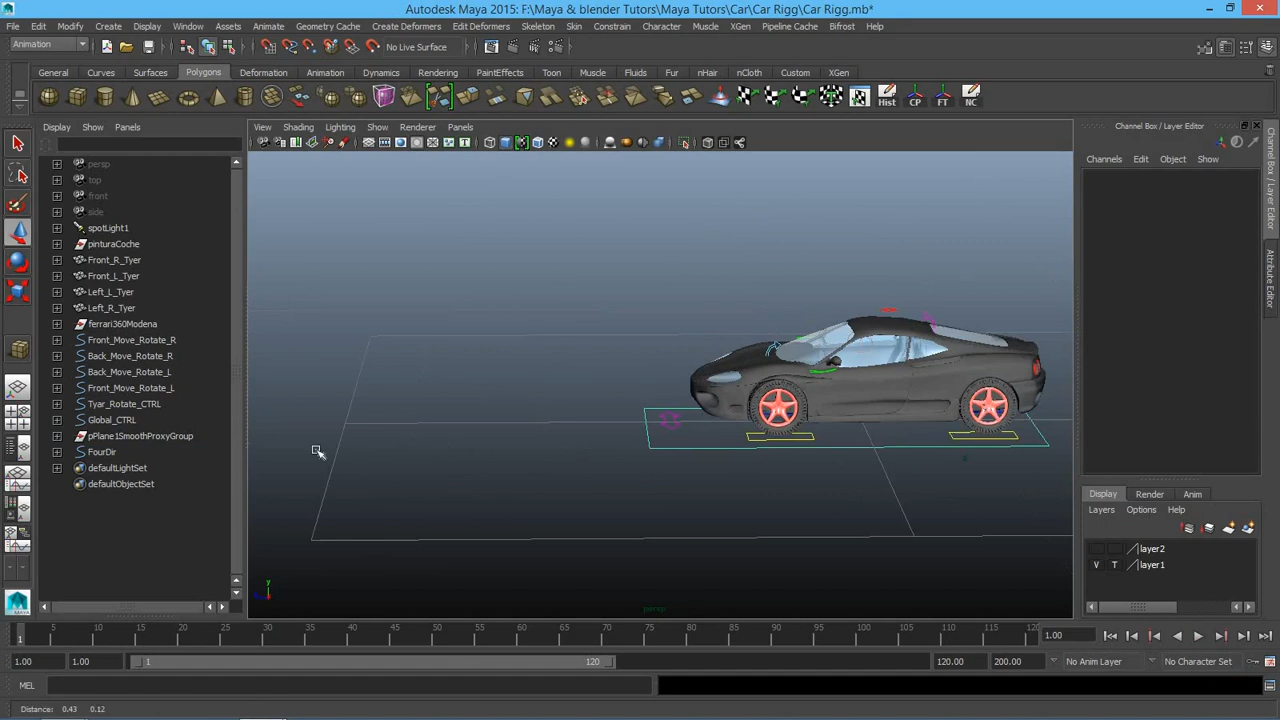 Autodesk Maya 2015: F:\Maya & blender Tutors\Maya Tutors\Car\Car Rigg\Car Rigg.mb*
File Edit Modify Create Display Window Assets Animate Geometry Cache Create Deformers Edit Deformers Skeleton Skin Constrain Character Muscle XGen Pipeline Cache Bifrost Help
Animation No Live Surface
General Curves Surfaces Polygons Deformation Animation Dynamics Rendering PaintEffects Toon Muscle Fluids Fur nHair nCloth Custom XGen
Hist CP FT NC
Display Show Panels View Shading Lighting Show Renderer Panels Channel Box / Layer Editor
Channels Edit Object Show
persp
top
front
side
spotLight1
pinturaCoche
Front_R_Tyer
Front_L_Tyer
Left_L_Tyer
Left_R_Tyer
ferrari360Modena
Front_Move_Rotate_R
Back_Move_Rotate_R
Back_Move_Rotate_L
Front_Move_Rotate_L
Tyar_Rotate_CTRL
Global_CTRL
pPlane1SmoothProxyGroup
FourDir
defaultLightSet
defaultObjectSet
MAYA
y
persp
Channel Box / Layer Editor
Attribute Editor
Display Render Anim
Layers Options Help
layer2
V T layer1
1 5 10 15 20 25 30 35 40 45 50 55 60 65 70 75 80 85 90 95 100 105 110 115 120 1.00
1.00 1.00 1 120 120.00 200.00 No Anim Layer No Character Set
MEL
Distance: 0.43 0.12